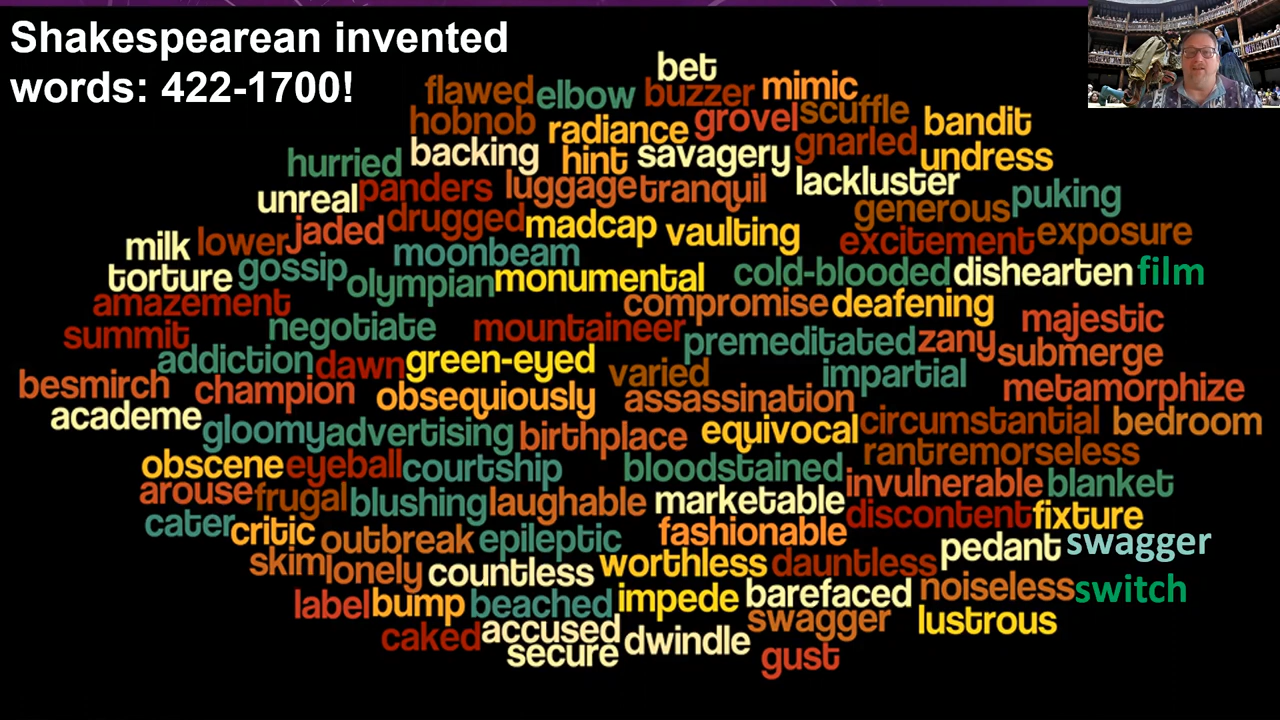 Shakespearean invented
words: 422-1700!
bet
flawed elbow buzzer mimic
hobnob radiance grovel scuffle bandit
hurried backing hint savagery gnarled undress
unreal panders luggage tranquil lackluster puking
milk lower jaded drugged madcap vaulting generous
moonbeam excitement exposure
torture gossip olympian monumental cold-blooded dishearten film
amazement compromise deafening
summit negotiate mountaineer premeditated zany majestic
addiction dawn green-eyed varied impartial submerge
besmirch champion obsequiously assassination metamorphize
academe gloomy advertising birthplace equivocal circumstantial bedroom
obscene eyeball courtship bloodstained rant remorseless
arouse frugal blushing laughable marketable invulnerable blanket
cater critic outbreak epileptic fashionable discontent fixture
skim lonely countless worthless dauntless pedant swagger
label bump beached impede barefaced noiseless switch
caked accused dwindle swagger lustrous
secure gust